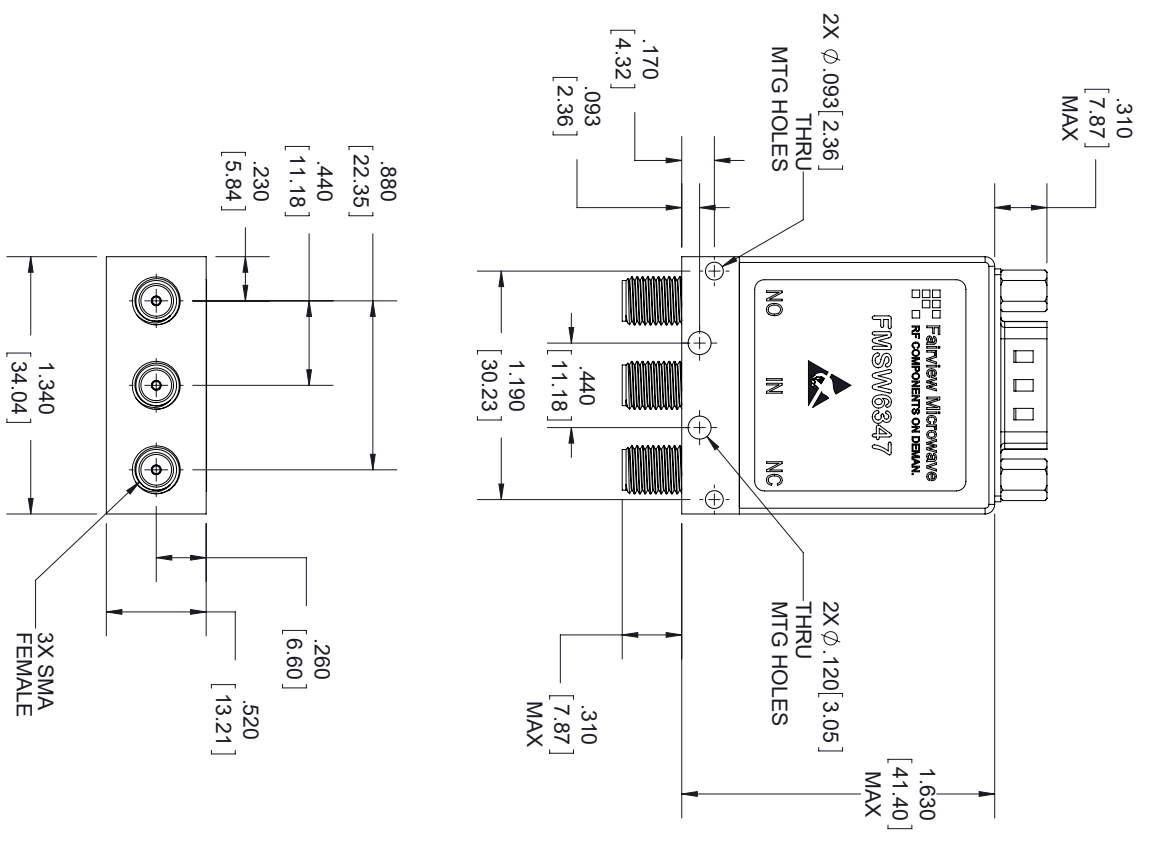 .310
[7.87]
MAX
2X ⌀.093[2.36]
THRU
MTG HOLES
.170
[4.32]
.093
[2.36]
Fairview Microwave
RF COMPONENTS ON DEMAN.
FMSW6347
NO
IN
NC
.440
[11.18]
1.190
[30.23]
2X ⌀.120[3.05]
THRU
MTG HOLES
.310
[7.87]
MAX
1.630
[41.40]
MAX
.880
[22.35]
.440
[11.18]
.230
[5.84]
1.340
[34.04]
.260
[6.60]
.520
[13.21]
3X SMA
FEMALE